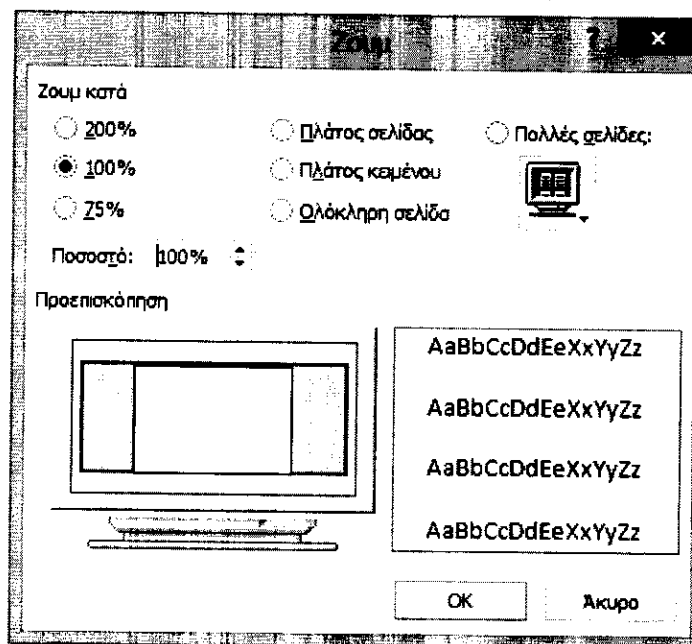 Ζουμ ? ×
Ζουμ κατά
200% Πλάτος σελίδας Πολλές σελίδες:
100% Πλάτος κειμένου
75% Ολόκληρη σελίδα
Ποσοστό: 100%
Προεπισκόπηση
AaBbCcDdEeXxYyZz
AaBbCcDdEeXxYyZz
AaBbCcDdEeXxYyZz
AaBbCcDdEeXxYyZz
OK Άκυρο